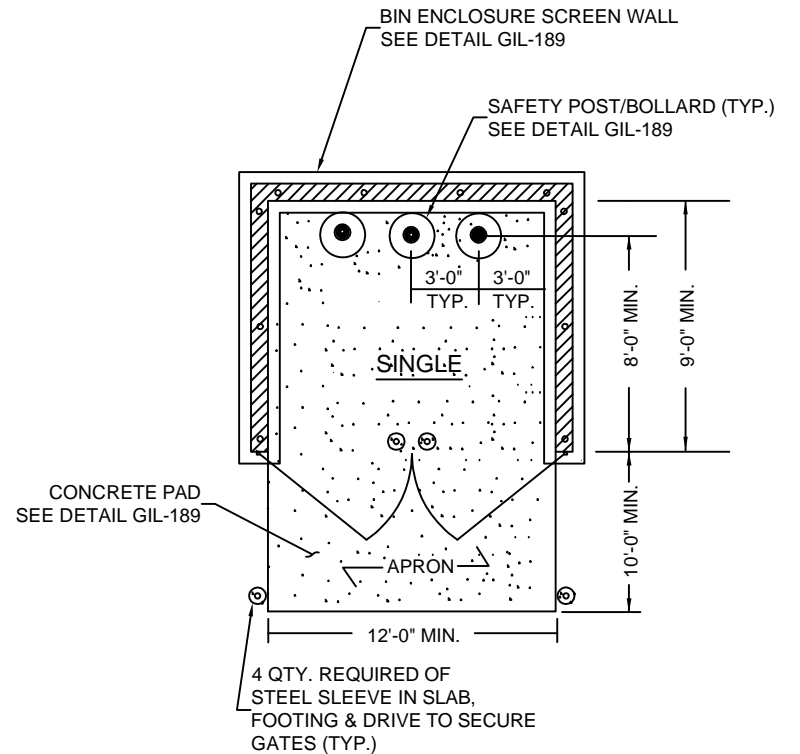 BIN ENCLOSURE SCREEN WALL
SEE DETAIL GIL-189
SAFETY POST/BOLLARD (TYP.)
SEE DETAIL GIL-189
3'-0"
TYP.
3'-0"
TYP.
8'-0" MIN.
9'-0" MIN.
SINGLE
CONCRETE PAD
SEE DETAIL GIL-189
10'-0" MIN.
APRON
12'-0" MIN.
4 QTY. REQUIRED OF
STEEL SLEEVE IN SLAB,
FOOTING & DRIVE TO SECURE
GATES (TYP.)